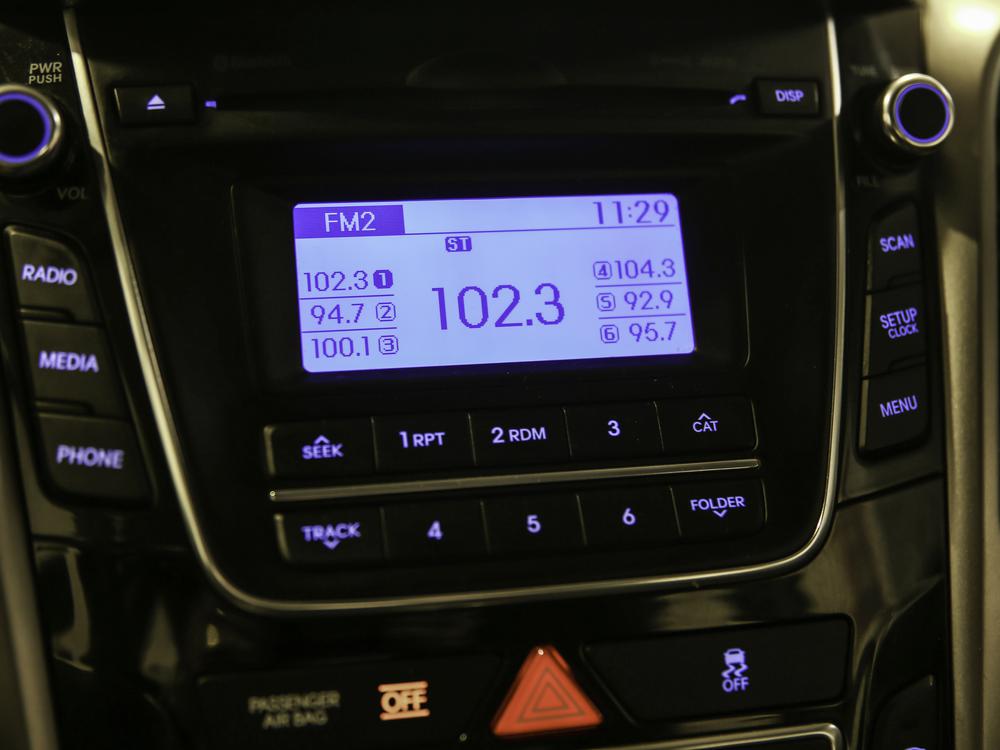 PWR
PUSH
VOL
DISP
TUNE
FILE
FM2
11:29
ST
102.3 1
94.7 2
100.1 3
102.3
4 104.3
5 92.9
6 95.7
RADIO
MEDIA
PHONE
SCAN
SETUP
CLOCK
MENU
SEEK
1 RPT
2 RDM
3
CAT
TRACK
4
5
6
FOLDER
PASSENGER
AIR BAG
OFF
OFF